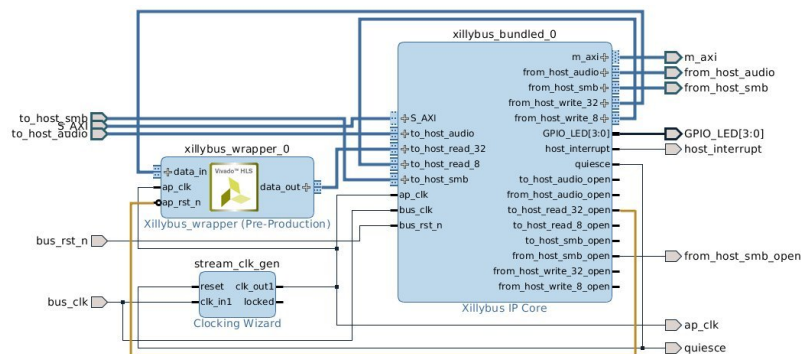 xillybus_bundled_0
m_axi
from_host_audio
from_host_smb
from_host_write_32
from_host_write_8
GPIO_LED[3:0]
host_interrupt
quiesce
to_host_audio_open
from_host_audio_open
to_host_read_32_open
to_host_read_8_open
to_host_smb_open
from_host_smb_open
from_host_write_32_open
from_host_write_8_open
S_AXI
to_host_audio
to_host_read_32
to_host_read_8
to_host_smb
ap_clk
bus_clk
bus_rst_n
Xillybus IP Core
m_axi
from_host_audio
from_host_smb
GPIO_LED[3:0]
host_interrupt
from_host_smb_open
ap_clk
quiesce
to_host_smb
S_AXI
to_host_audio
xillybus_wrapper_0
data_in
ap_clk
ap_rst_n
Vivado™ HLS
data_out
Xillybus_wrapper (Pre-Production)
bus_rst_n
stream_clk_gen
reset
clk_in1
clk_out1
locked
Clocking Wizard
bus_clk